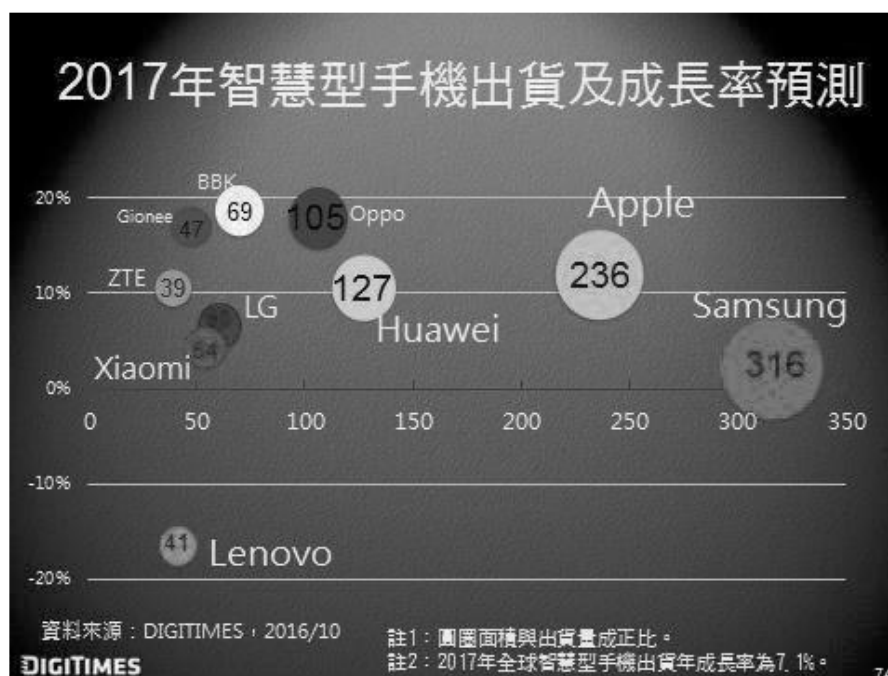 2017年智慧型手機出貨及成長率預測
BBK
20%
69
Apple
Gionee
47
105
Oppo
ZTE
39
10%
127
236
LG
Huawei
Samsung
Xiaomi
54
316
0%
0
50
100
150
200
250
300
350
-10%
41
Lenovo
-20%
資料來源:DIGITIMES,2016/10
註1:圓圈面積與出貨量成正比。
註2:2017年全球智慧型手機出貨年成長率為7.1%。
DIGITIMES